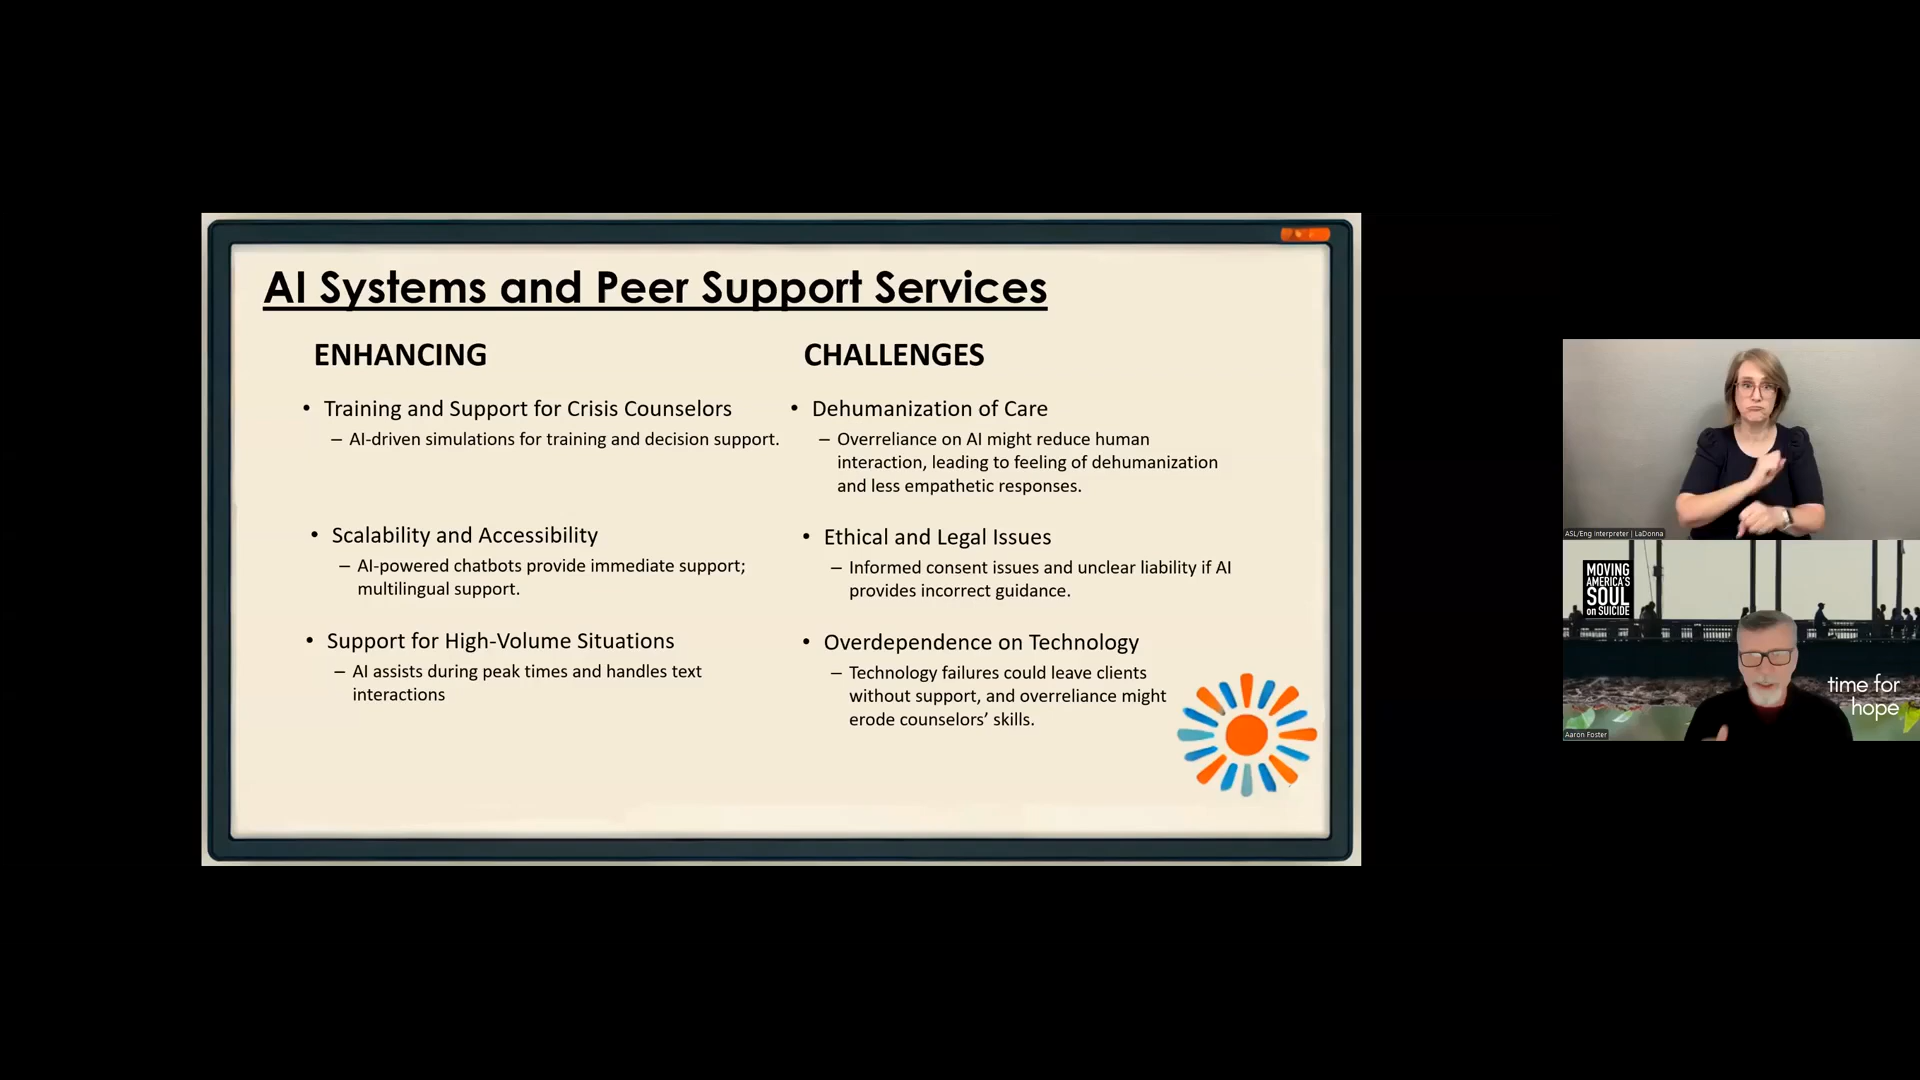 AI Systems and Peer Support Services
ENHANCING
• Training and Support for Crisis Counselors
– AI-driven simulations for training and decision support.
• Scalability and Accessibility
– AI-powered chatbots provide immediate support;
multilingual support.
• Support for High-Volume Situations
– AI assists during peak times and handles text
interactions
CHALLENGES
• Dehumanization of Care
– Overreliance on AI might reduce human
interaction, leading to feeling of dehumanization
and less empathetic responses.
• Ethical and Legal Issues
– Informed consent issues and unclear liability if AI
provides incorrect guidance.
• Overdependence on Technology
– Technology failures could leave clients
without support, and overreliance might
erode counselors’ skills.
ASL/Eng Interpreter | LaDonna
MOVING
AMERICA'S
SOUL
on SUICIDE
time for
hope
Aaron Foster